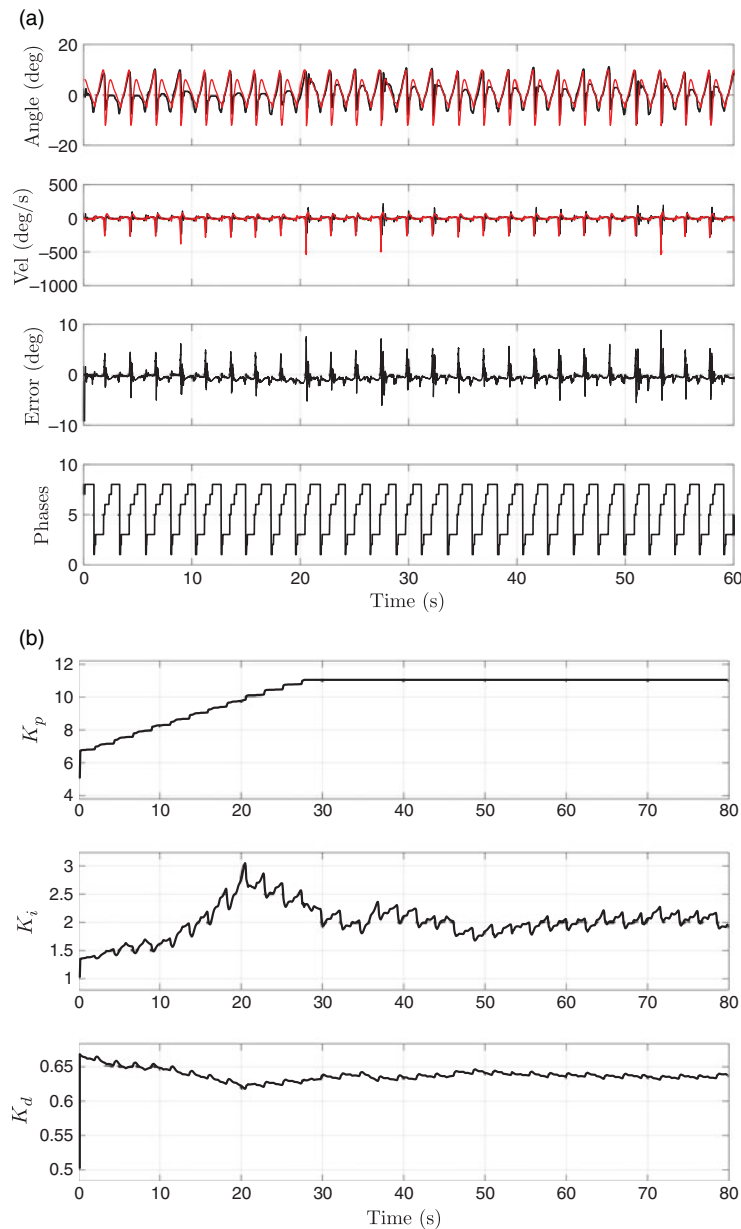 (a)
20
0
−20
Angle (deg)
500
0
−500
−1000
Vel (deg/s)
10
0
−10
Error (deg)
10
5
0
Phases
0 10 20 30 40 50 60
Time (s)
(b)
12
10
8
6
4
K_p
0 10 20 30 40 50 60 70 80
3
2.5
2
1.5
1
K_i
0 10 20 30 40 50 60 70 80
0.65
0.6
0.55
0.5
K_d
0 10 20 30 40 50 60 70 80
Time (s)